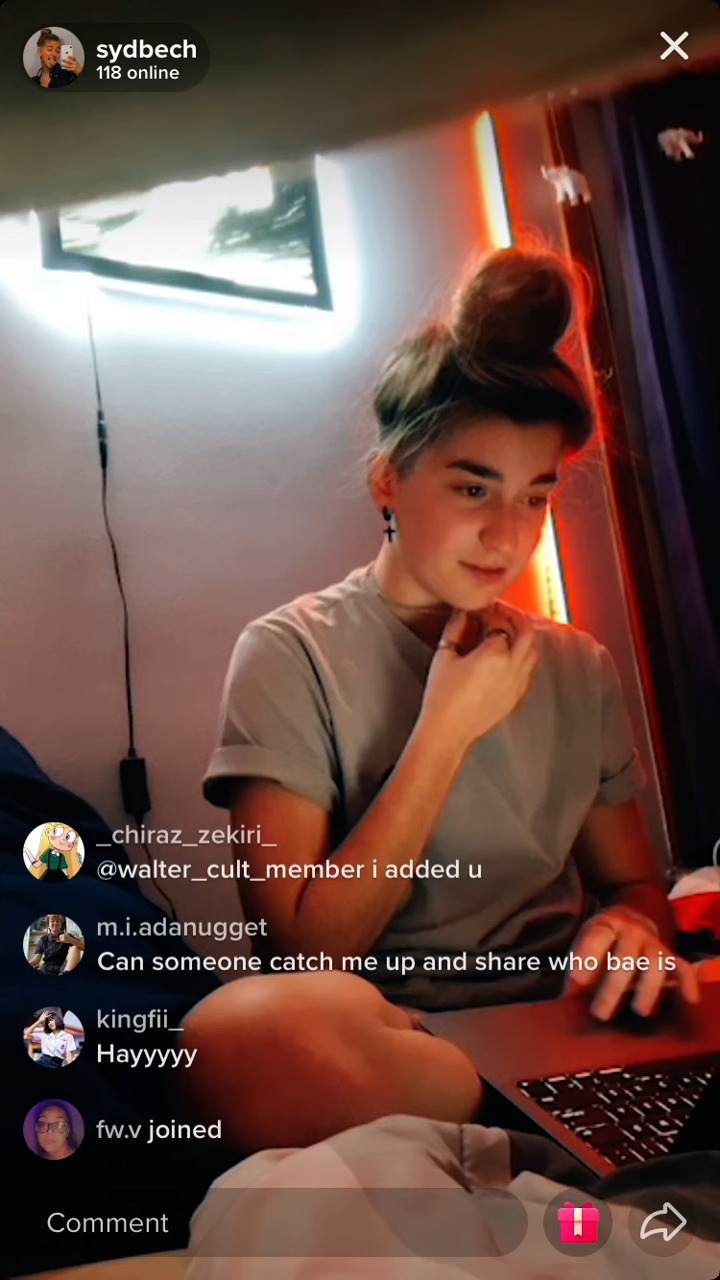 sydbech
118 online
_chiraz_zekiri_
@walter_cult_member i added u
m.i.adanugget
Can someone catch me up and share who bae is
kingfii_
Hayyyyy
fw.v joined
Comment